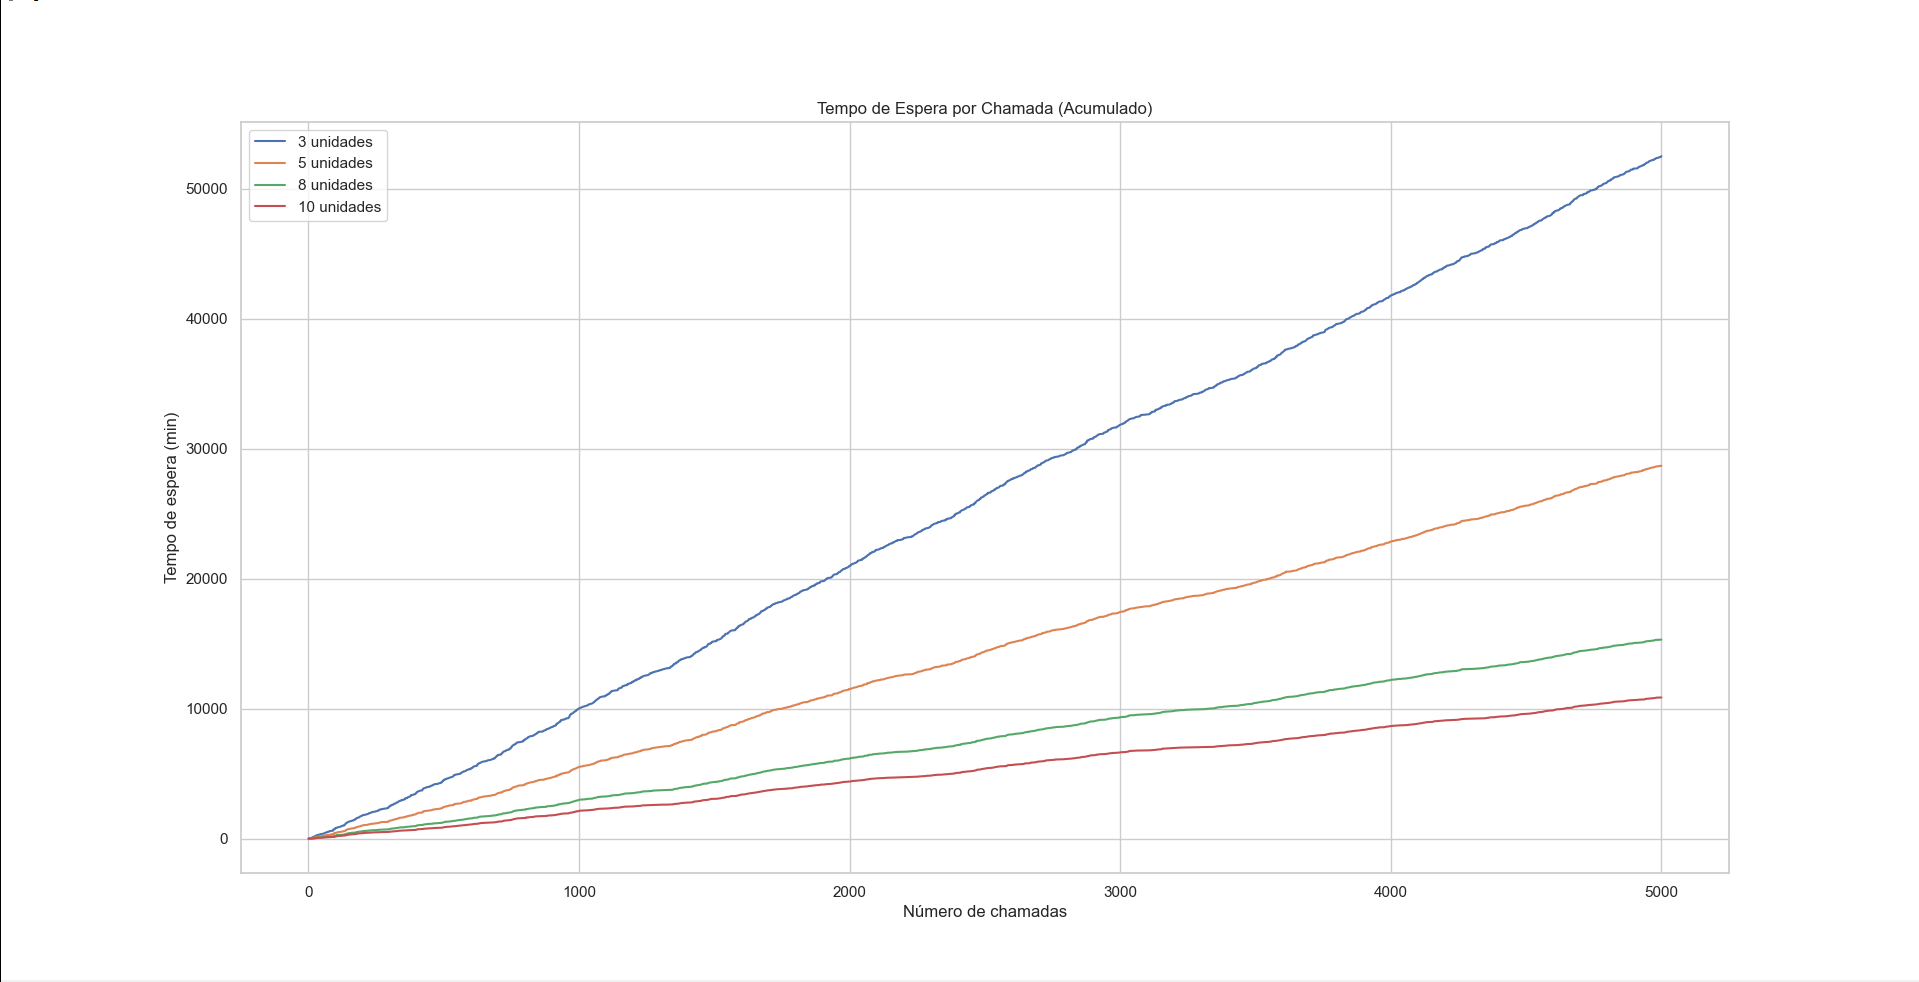 Tempo de Espera por Chamada (Acumulado)
3 unidades
5 unidades
8 unidades
10 unidades
50000
40000
30000
20000
10000
0
Tempo de espera (min)
0 1000 2000 3000 4000 5000
Número de chamadas